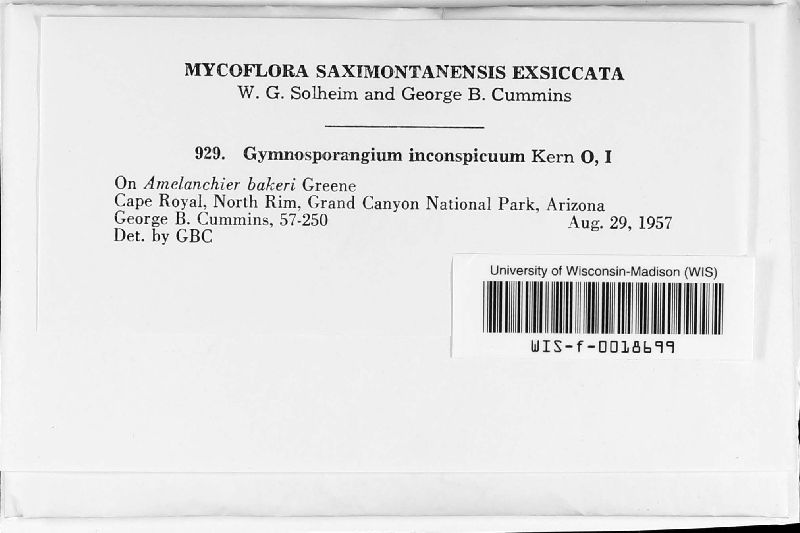 MYCOFLORA SAXIMONTANENSIS EXSICCATA
W. G. Solheim and George B. Cummins
929. Gymnosporangium inconspicuum Kern O, I
On Amelanchier bakeri Greene
Cape Royal, North Rim, Grand Canyon National Park, Arizona
George B. Cummins, 57-250 Aug. 29, 1957
Det. by GBC
University of Wisconsin-Madison (WIS)
WIS-f-0018699